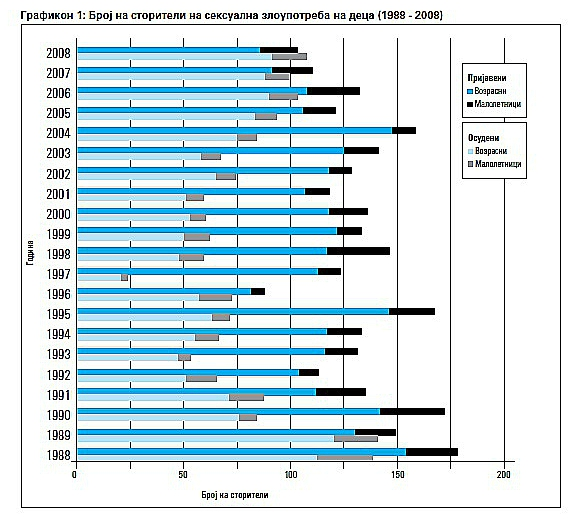 Графикон 1: Број на сторители на сексуална злоупотреба на деца (1988 - 2008)
Пријавени
Возрасни
Малолетници
Осудени
Возрасни
Малолетници
Година
2008
2007
2006
2005
2004
2003
2002
2001
2000
1999
1998
1997
1996
1995
1994
1993
1992
1991
1990
1989
1988
0 50 100 150 200
Број на сторители